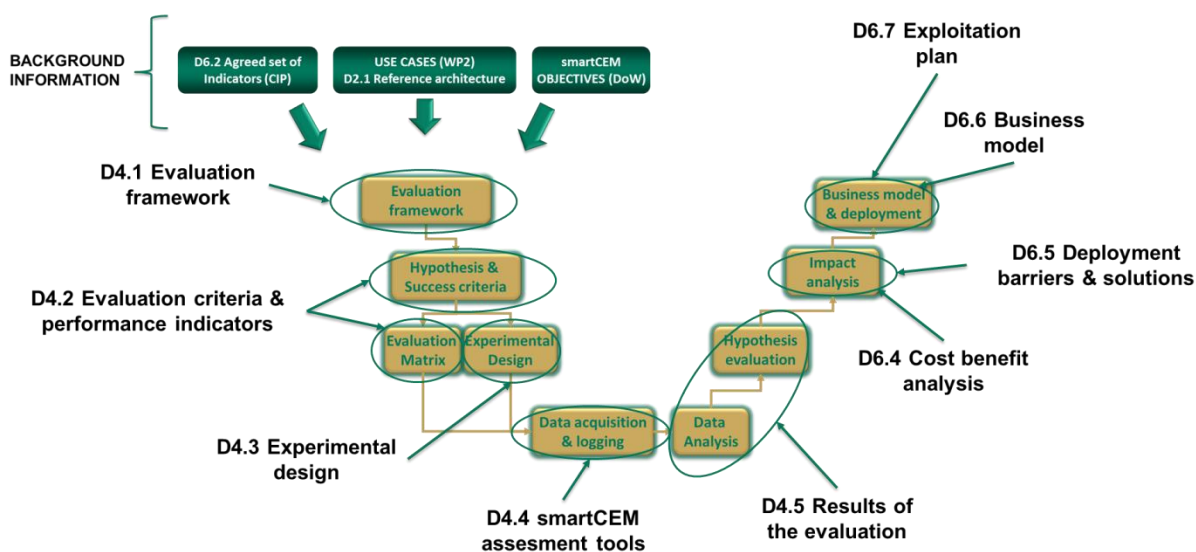 BACKGROUND
INFORMATION
D6.2 Agreed set of
Indicators (CIP)
USE CASES (WP2)
D2.1 Reference architecture
smartCEM
OBJECTIVES (DoW)
D6.7 Exploitation
plan
D6.6 Business
model
D4.1 Evaluation
framework
Evaluation
framework
Business model
& deployment
Hypothesis &
Success criteria
Impact
analysis
D6.5 Deployment
barriers & solutions
D4.2 Evaluation criteria &
performance indicators
Evaluation
Matrix
Experimental
Design
Hypothesis
evaluation
D6.4 Cost benefit
analysis
Data acquisition
& logging
Data
Analysis
D4.3 Experimental
design
D4.4 smartCEM
assesment tools
D4.5 Results of
the evaluation